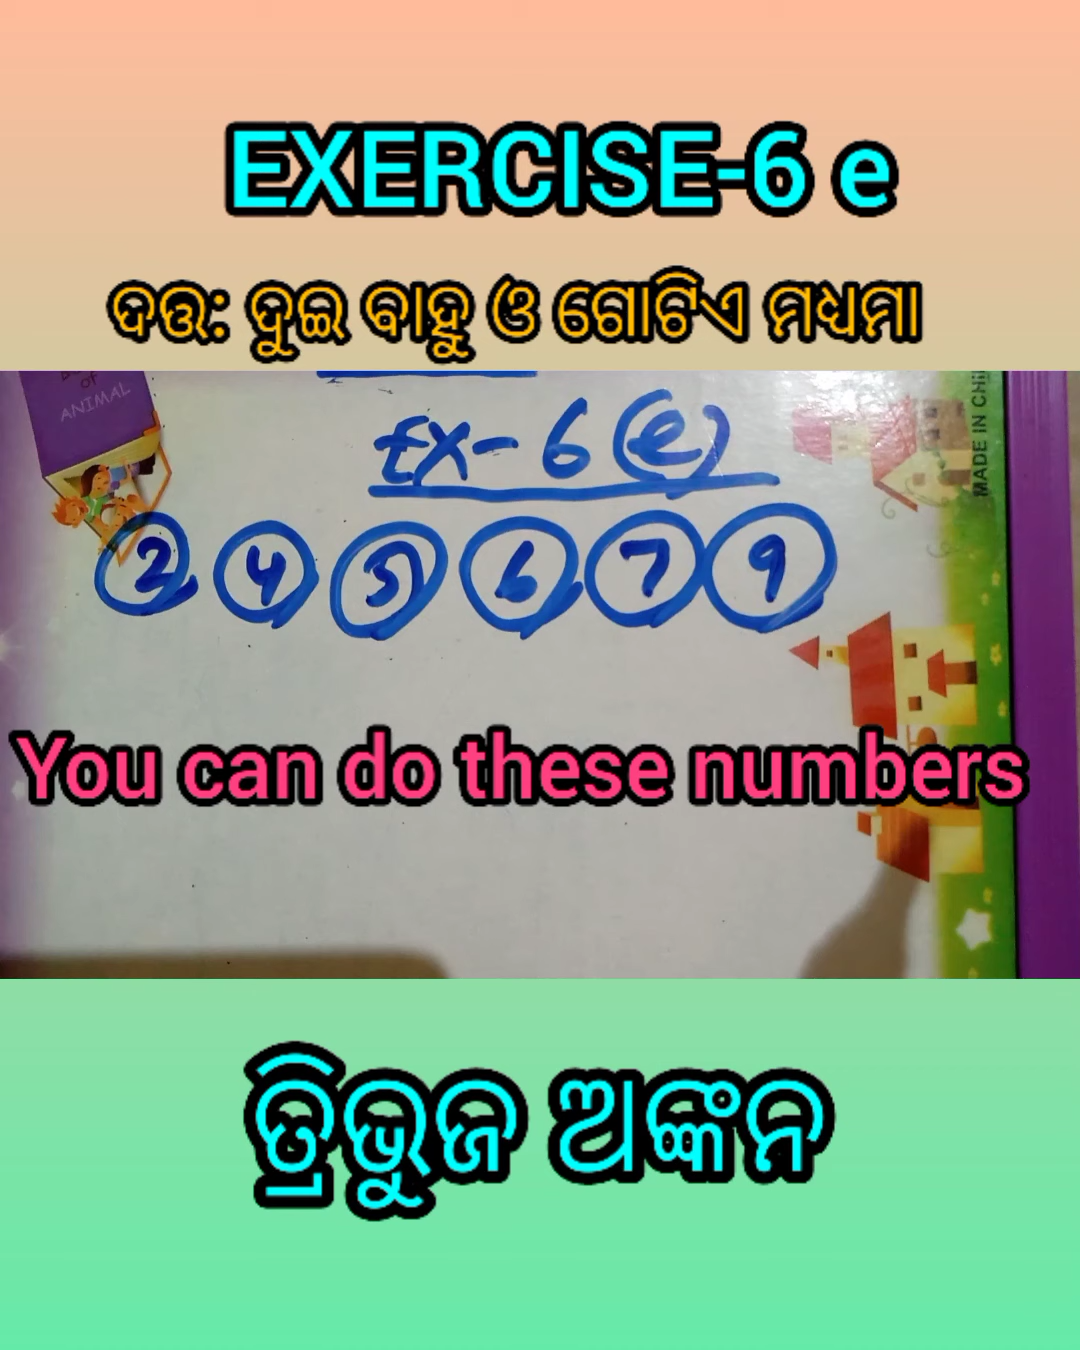 EXERCISE-6 e
ଦତ୍ତ: ଦୁଇ ବାହୁ ଓ ଗୋଟିଏ ମଧ୍ୟମା
of
ANIMAL
MADE IN CHI
Ex- 6(e)
2 4 5 6 7 9
You can do these numbers
ତ୍ରିଭୁଜ ଅଙ୍କନ